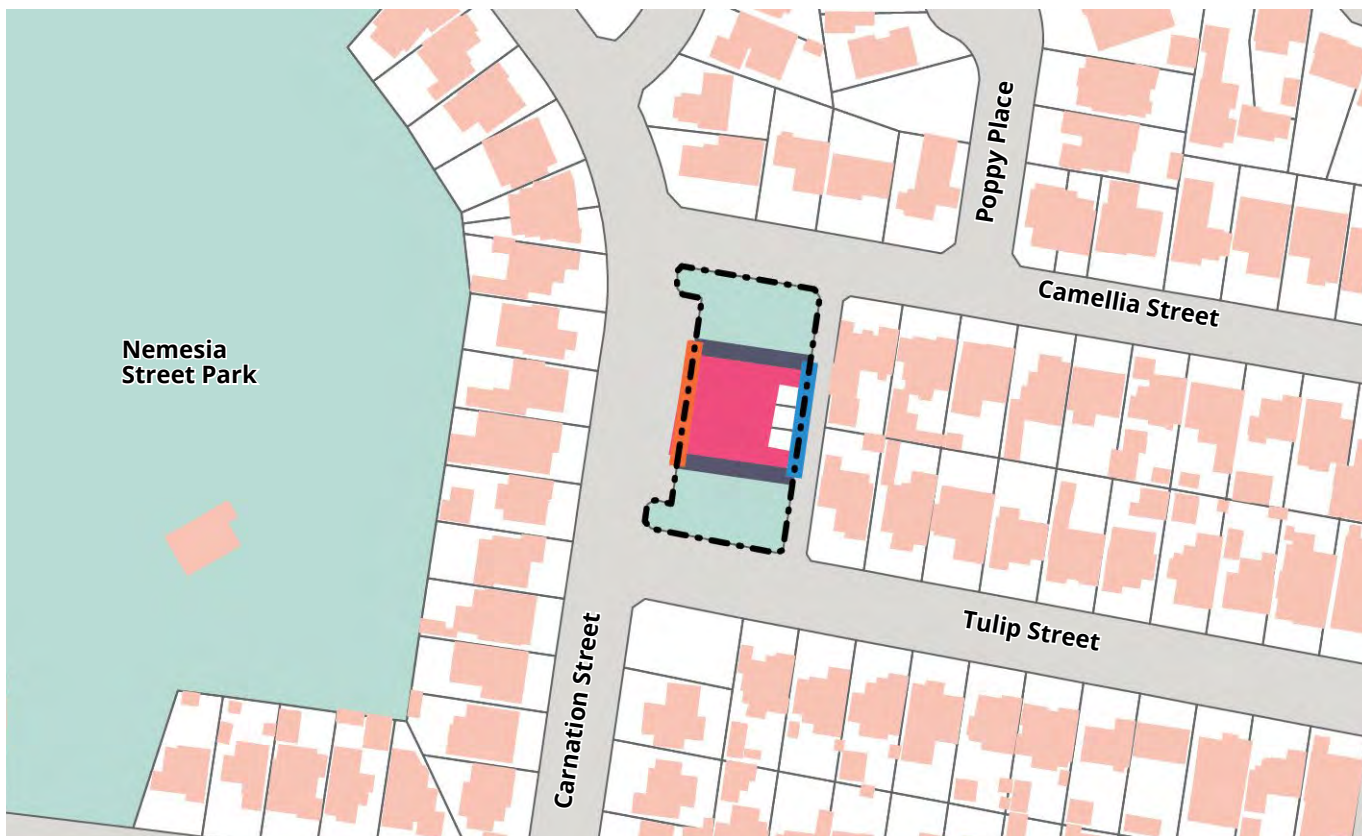 Poppy Place
Camellia Street
Nemesia
Street Park
Tulip Street
Carnation Street